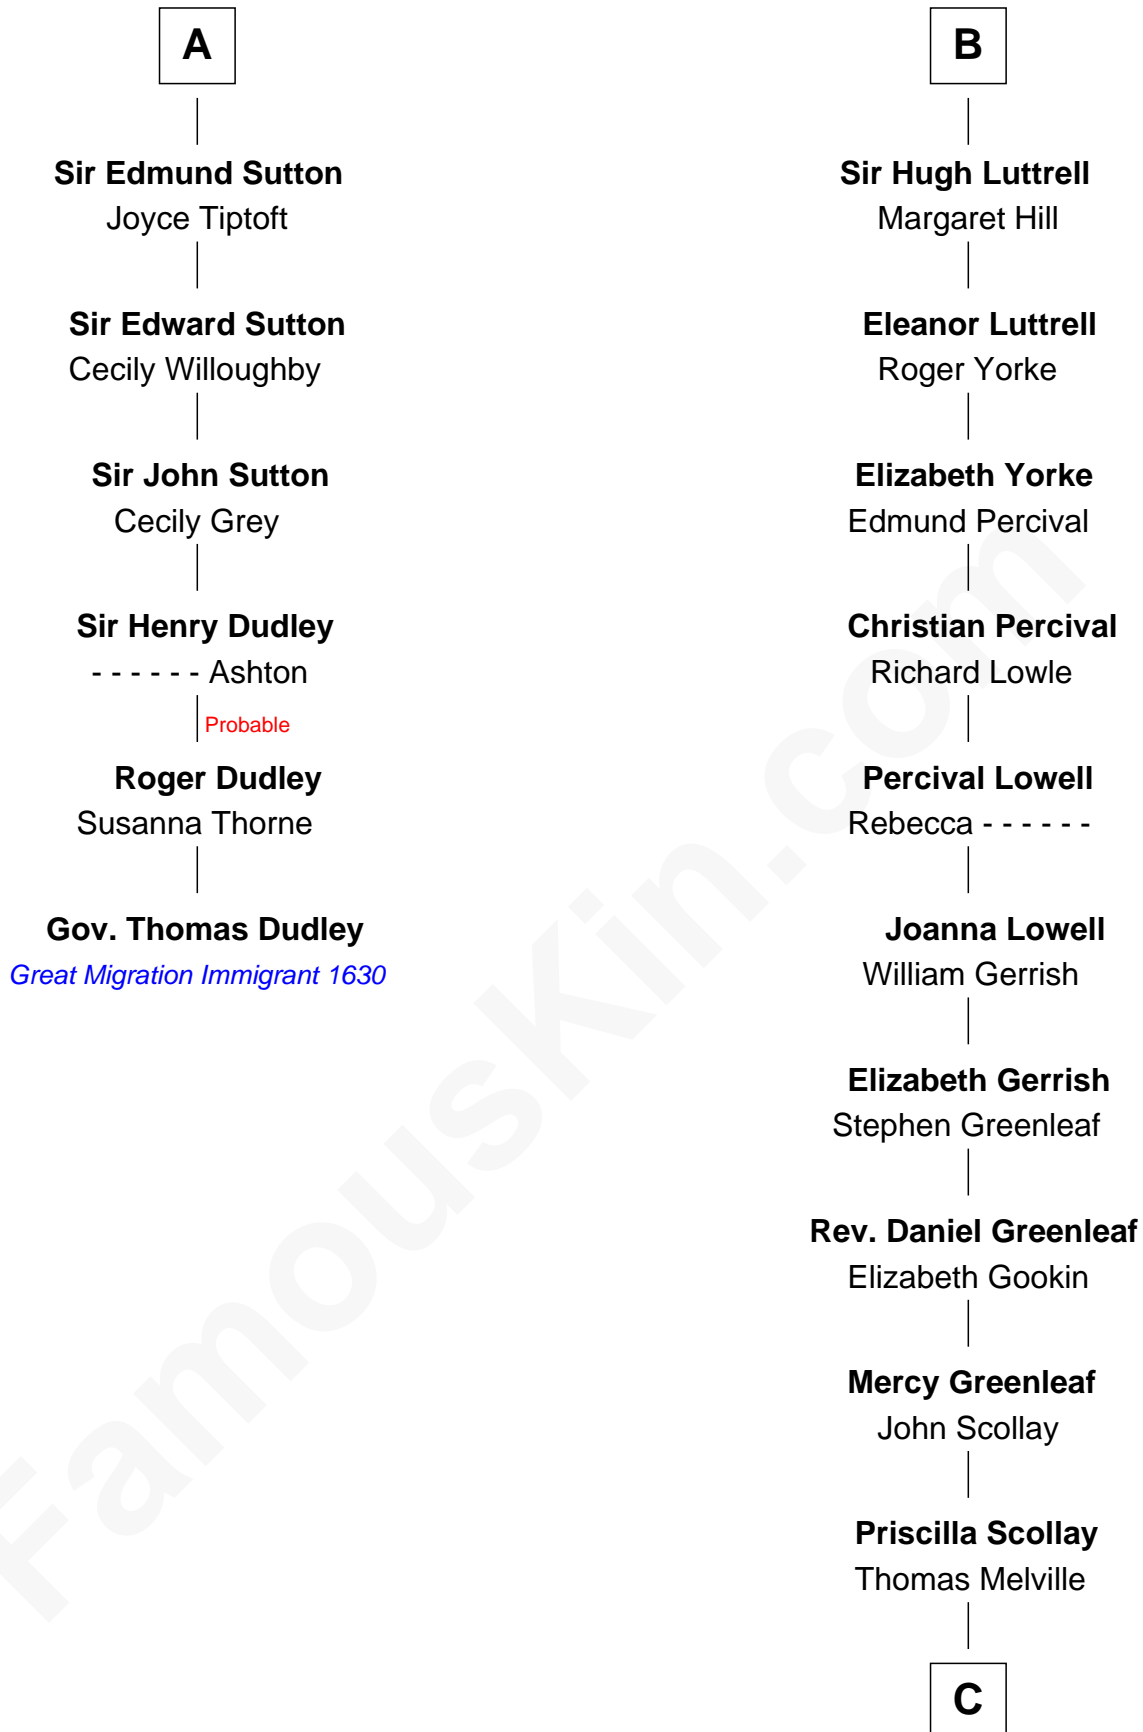 A
Sir Edmund Sutton
Joyce Tiptoft
Sir Edward Sutton
Cecily Willoughby
Sir John Sutton
Cecily Grey
Sir Henry Dudley
- - - - - - Ashton
Probable
Roger Dudley
Susanna Thorne
Gov. Thomas Dudley
Great Migration Immigrant 1630
B
Sir Hugh Luttrell
Margaret Hill
Eleanor Luttrell
Roger Yorke
Elizabeth Yorke
Edmund Percival
Christian Percival
Richard Lowle
Percival Lowell
Rebecca - - - - - -
Joanna Lowell
William Gerrish
Elizabeth Gerrish
Stephen Greenleaf
Rev. Daniel Greenleaf
Elizabeth Gookin
Mercy Greenleaf
John Scollay
Priscilla Scollay
Thomas Melville
C
FamousKin.com